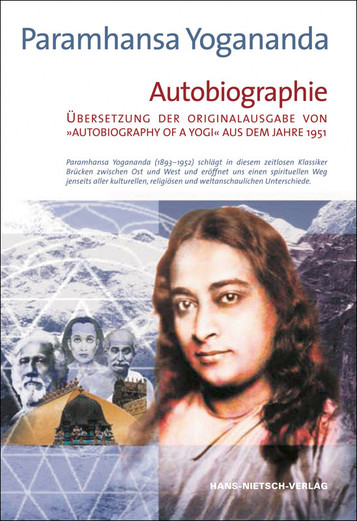 Paramhansa Yogananda
Autobiographie
ÜBERSETZUNG DER ORIGINALAUSGABE VON
»AUTOBIOGRAPHY OF A YOGI« AUS DEM JAHRE 1951
Paramhansa Yogananda (1893–1952) schlägt in diesem zeitlosen Klassiker
Brücken zwischen Ost und West und eröffnet uns einen spirituellen Weg
jenseits aller kulturellen, religiösen und weltanschaulichen Unterschiede.
HANS-NIETSCH-VERLAG